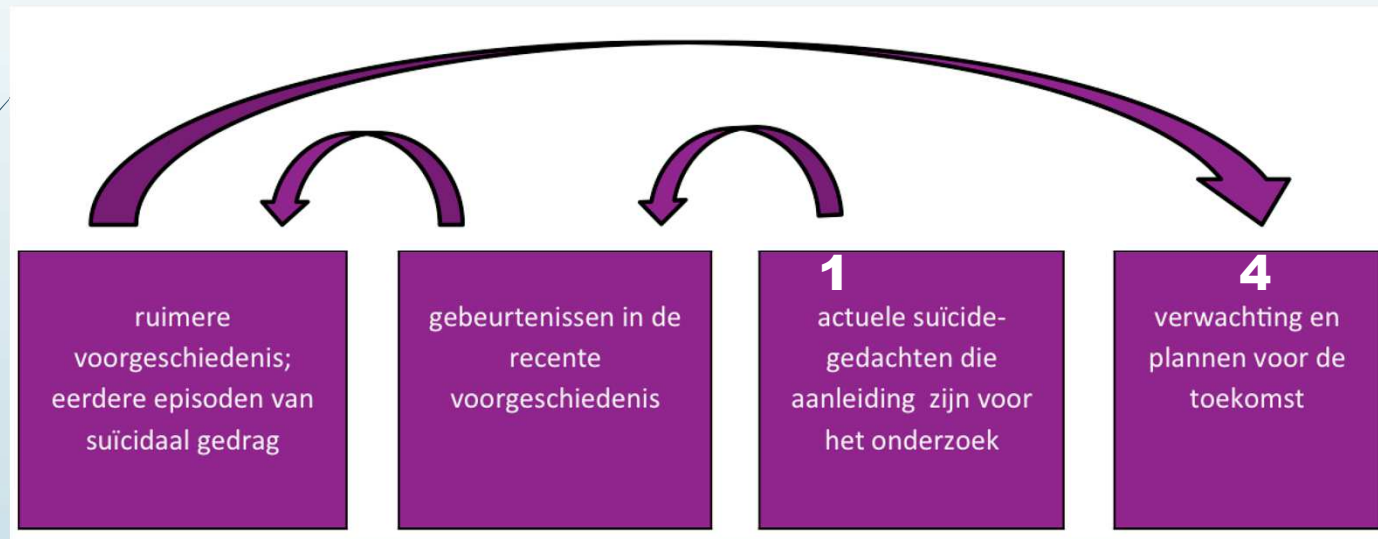 ruimere
voorgeschiedenis;
eerdere episoden van
suïcidaal gedrag
gebeurtenissen in de
recente
voorgeschiedenis
1
actuele suïcide-
gedachten die
aanleiding zijn voor
het onderzoek
4
verwachting en
plannen voor de
toekomst